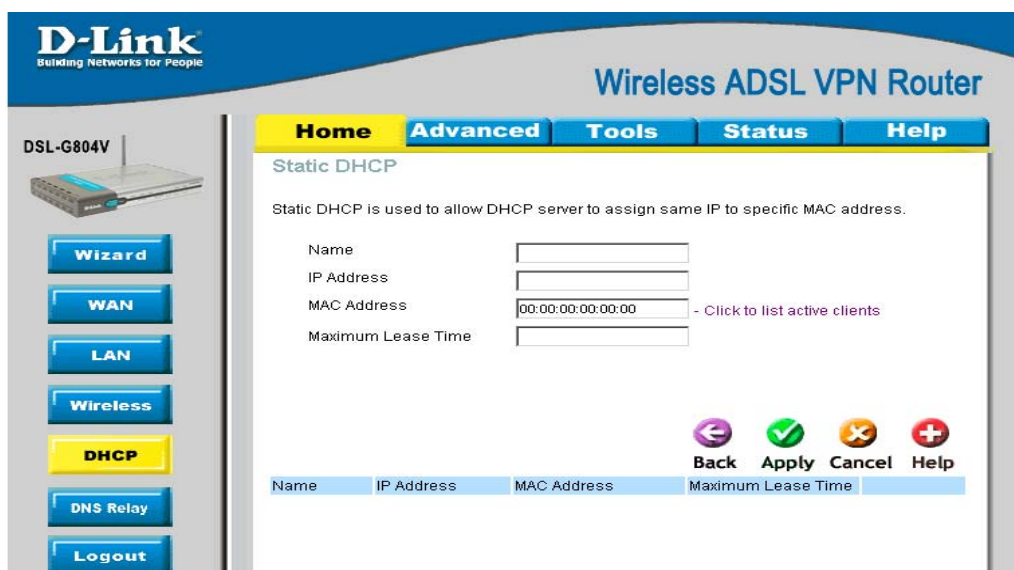 D-Link
Building Networks for People
Wireless ADSL VPN Router
DSL-G804V
Home Advanced Tools Status Help
Static DHCP
Static DHCP is used to allow DHCP server to assign same IP to specific MAC address.
Name
IP Address
MAC Address 00:00:00:00:00:00 - Click to list active clients
Maximum Lease Time
Wizard
WAN
LAN
Wireless
DHCP
DNS Relay
Logout
Back Apply Cancel Help
Name IP Address MAC Address Maximum Lease Time